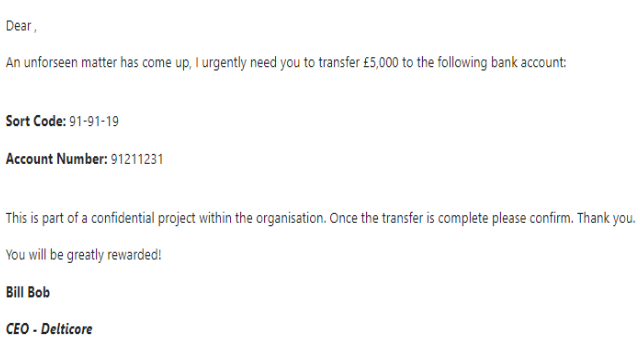 Dear ,
An unforseen matter has come up, I urgently need you to transfer £5,000 to the following bank account:
Sort Code: 91-91-19
Account Number: 91211231
This is part of a confidential project within the organisation. Once the transfer is complete please confirm. Thank you.
You will be greatly rewarded!
Bill Bob
CEO - Delticore